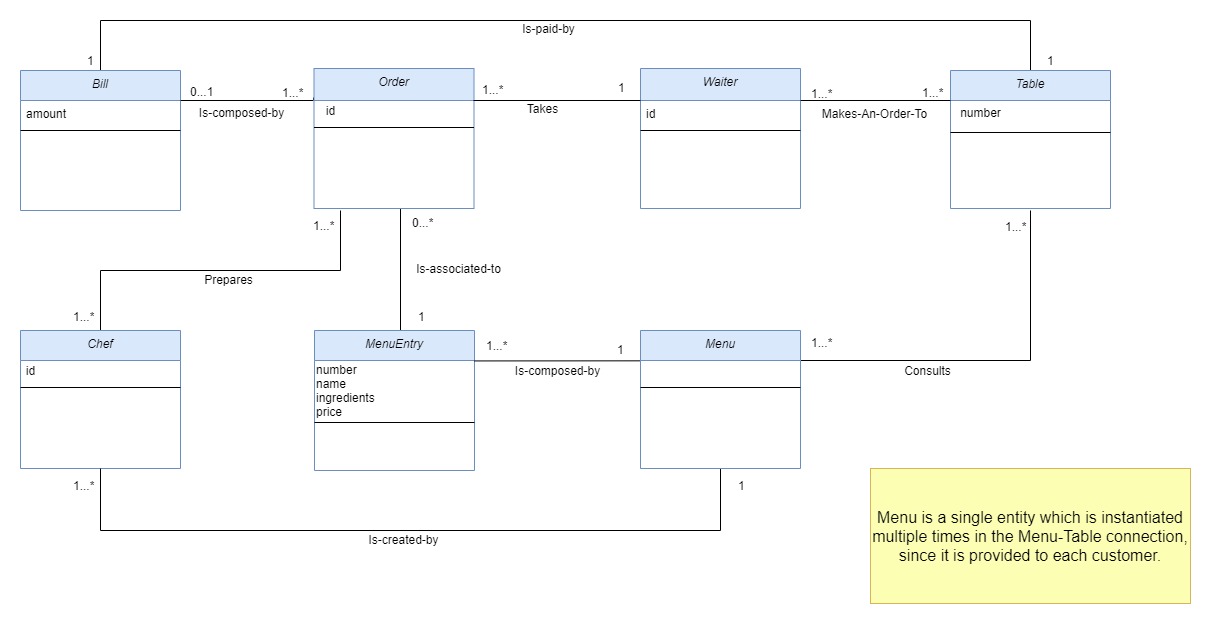 Is-paid-by
1
1
Bill
Order
Waiter
Table
0...1
1...*
1...*
1
1...*
1...*
amount
id
id
number
Is-composed-by
Takes
Makes-An-Order-To
1...*
0...*
1...*
Is-associated-to
Prepares
1...*
1
Chef
MenuEntry
Menu
1...*
1
1...*
id
number
name
ingredients
price
Is-composed-by
Consults
1...*
1
Is-created-by
Menu is a single entity which is instantiated
multiple times in the Menu-Table connection,
since it is provided to each customer.